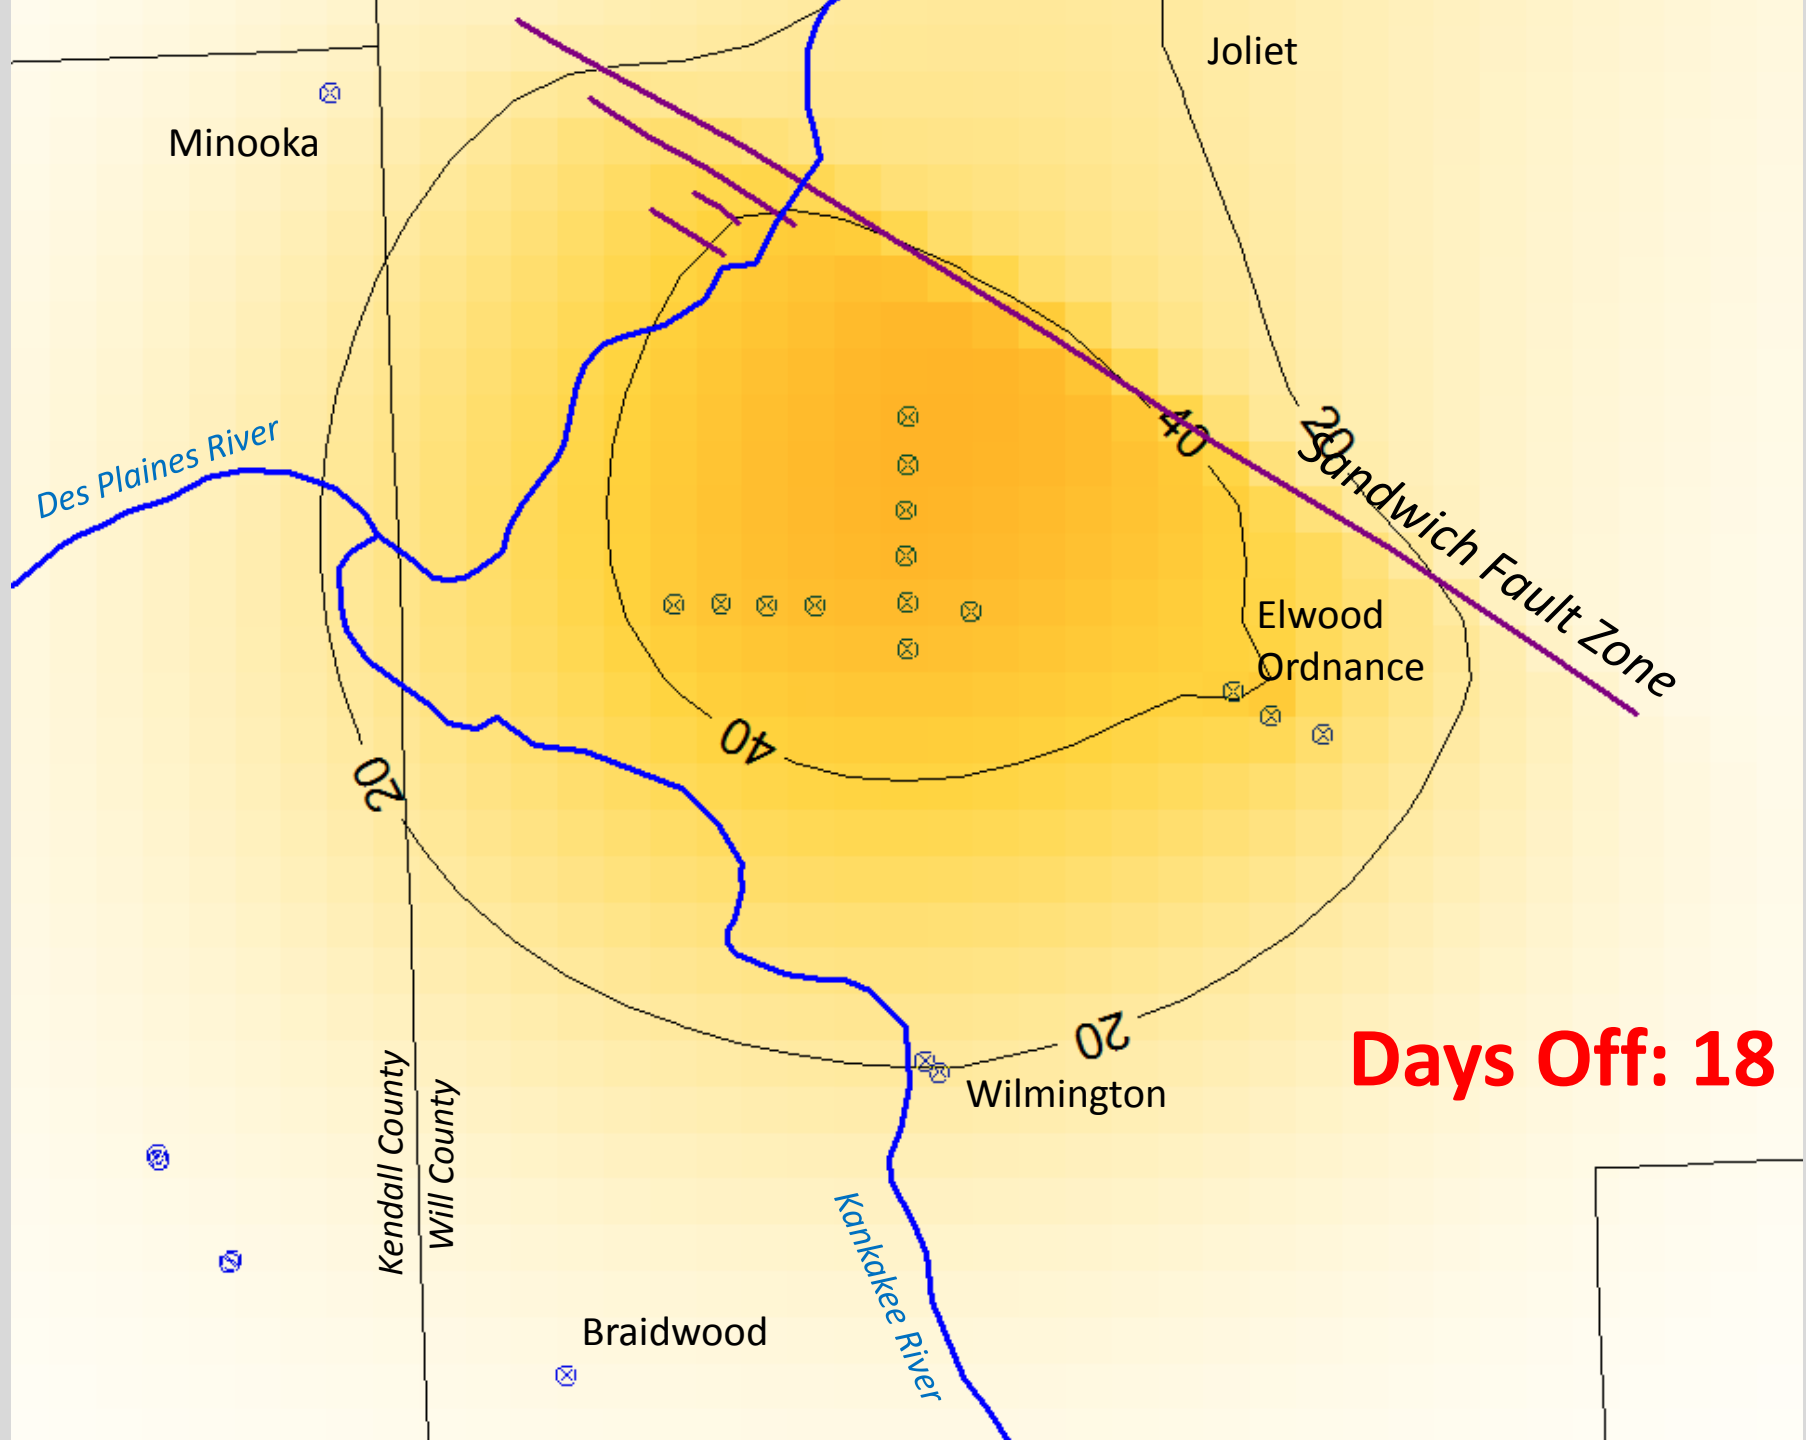 Joliet
Minooka
40
20
Des Plaines River
Sandwich Fault Zone
Elwood
Ordnance
40
20
20
Days Off: 18
Wilmington
Kendall County
Will County
Kankakee River
Braidwood